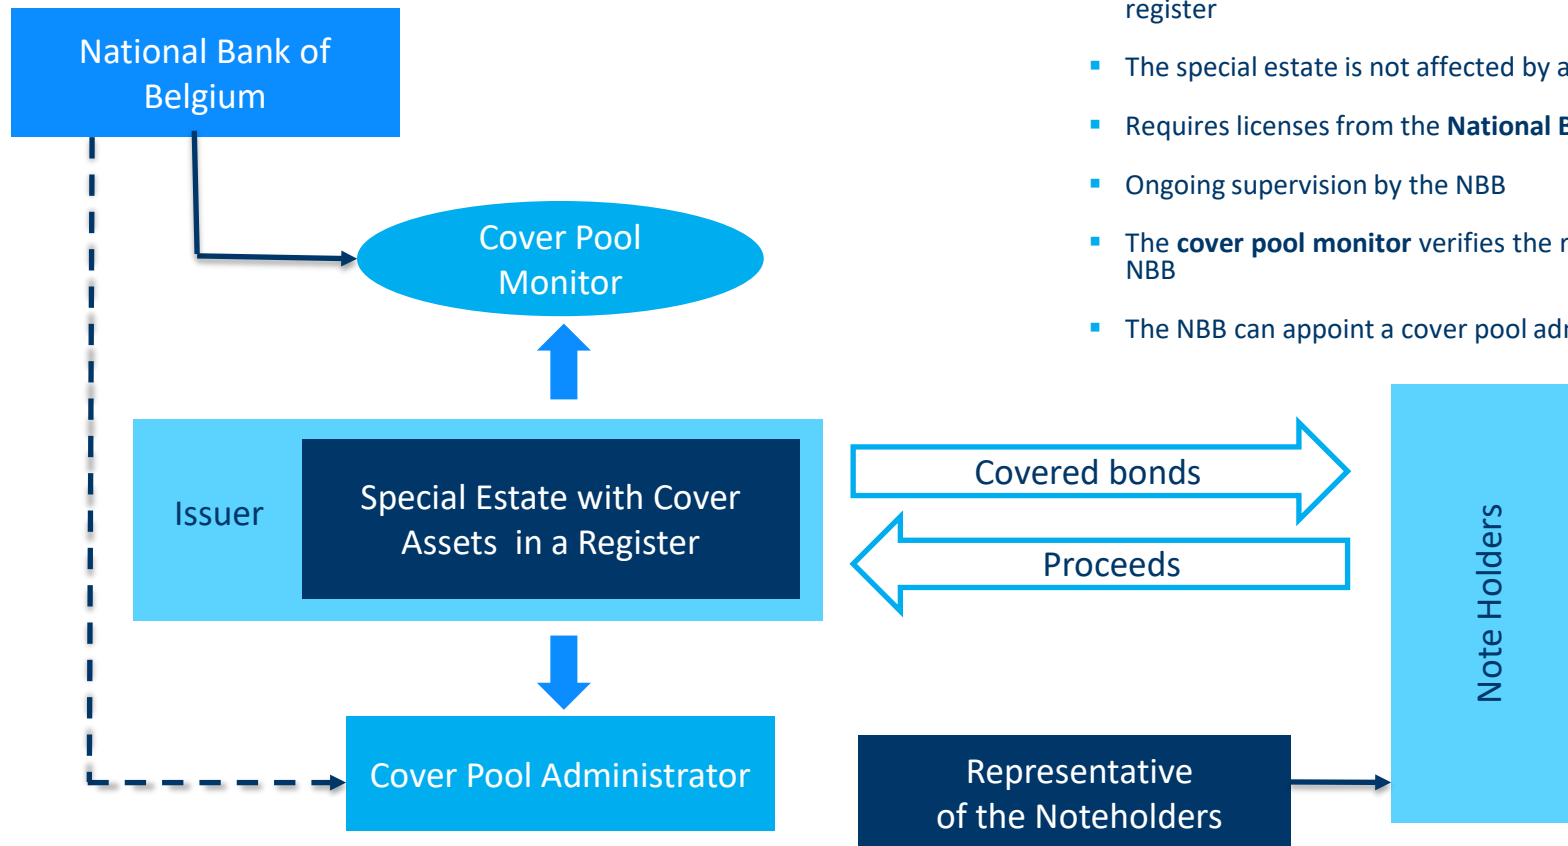 register
The special estate is not affected by a
Requires licenses from the National B
Ongoing supervision by the NBB
The cover pool monitor verifies the
NBB
The NBB can appoint a cover pool
National Bank of
Belgium
Cover Pool
Monitor
Issuer
Special Estate with Cover
Assets in a Register
Covered bonds
Proceeds
Note Holders
Cover Pool Administrator
Representative
of the Noteholders